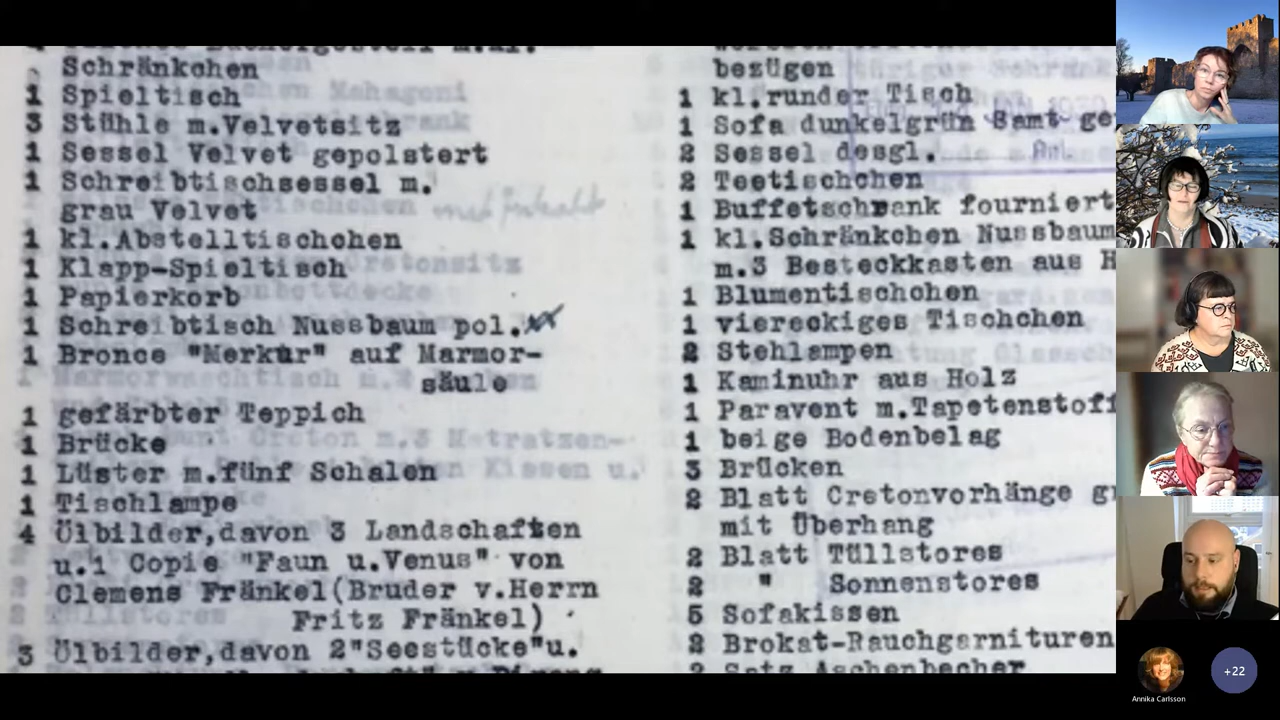 Schränkchen
1 Spieltisch
3 Stühle m.Velvetsitz
1 Sessel Velvet gepolstert
1 Schreibtischsessel m.
grau Velvet
1 kl.Abstelltischchen
1 Klapp-Spieltisch
1 Papierkorb
1 Schreibtisch Nussbaum pol.
1 Bronce "Merkur" auf Marmor-
säule
1 gefärbter Teppich
1 Brücke
1 Lüster m.fünf Schalen
1 Tischlampe
4 Ölbilder,davon 3 Landschaften
u.1 Copie "Faun u.Venus" von
Clemens Fränkel(Bruder v.Herrn
Fritz Fränkel)
3 Ölbilder,davon 2"Seestücke"u.
bezügen
1 kl.runder Tisch
1 Sofa dunkelgrün Samt ge
2 Sessel desgl.
2 Teetischchen
1 Buffetschrank fourniert
1 kl.Schränkchen Nussbaum
m.3 Besteckkasten aus H
1 Blumentischchen
1 viereckiges Tischchen
2 Stehlampen
1 Kaminuhr aus Holz
1 Paravent m.Tapetenstoff
1 beige Bodenbelag
3 Brücken
2 Blatt Cretonvorhänge gr
mit Überhang
2 Blatt Tüllstores
2 " Sonnenstores
5 Sofakissen
2 Brokat-Rauchgarnituren
2 Satz Aschenbecher
Annika Carlsson
+22